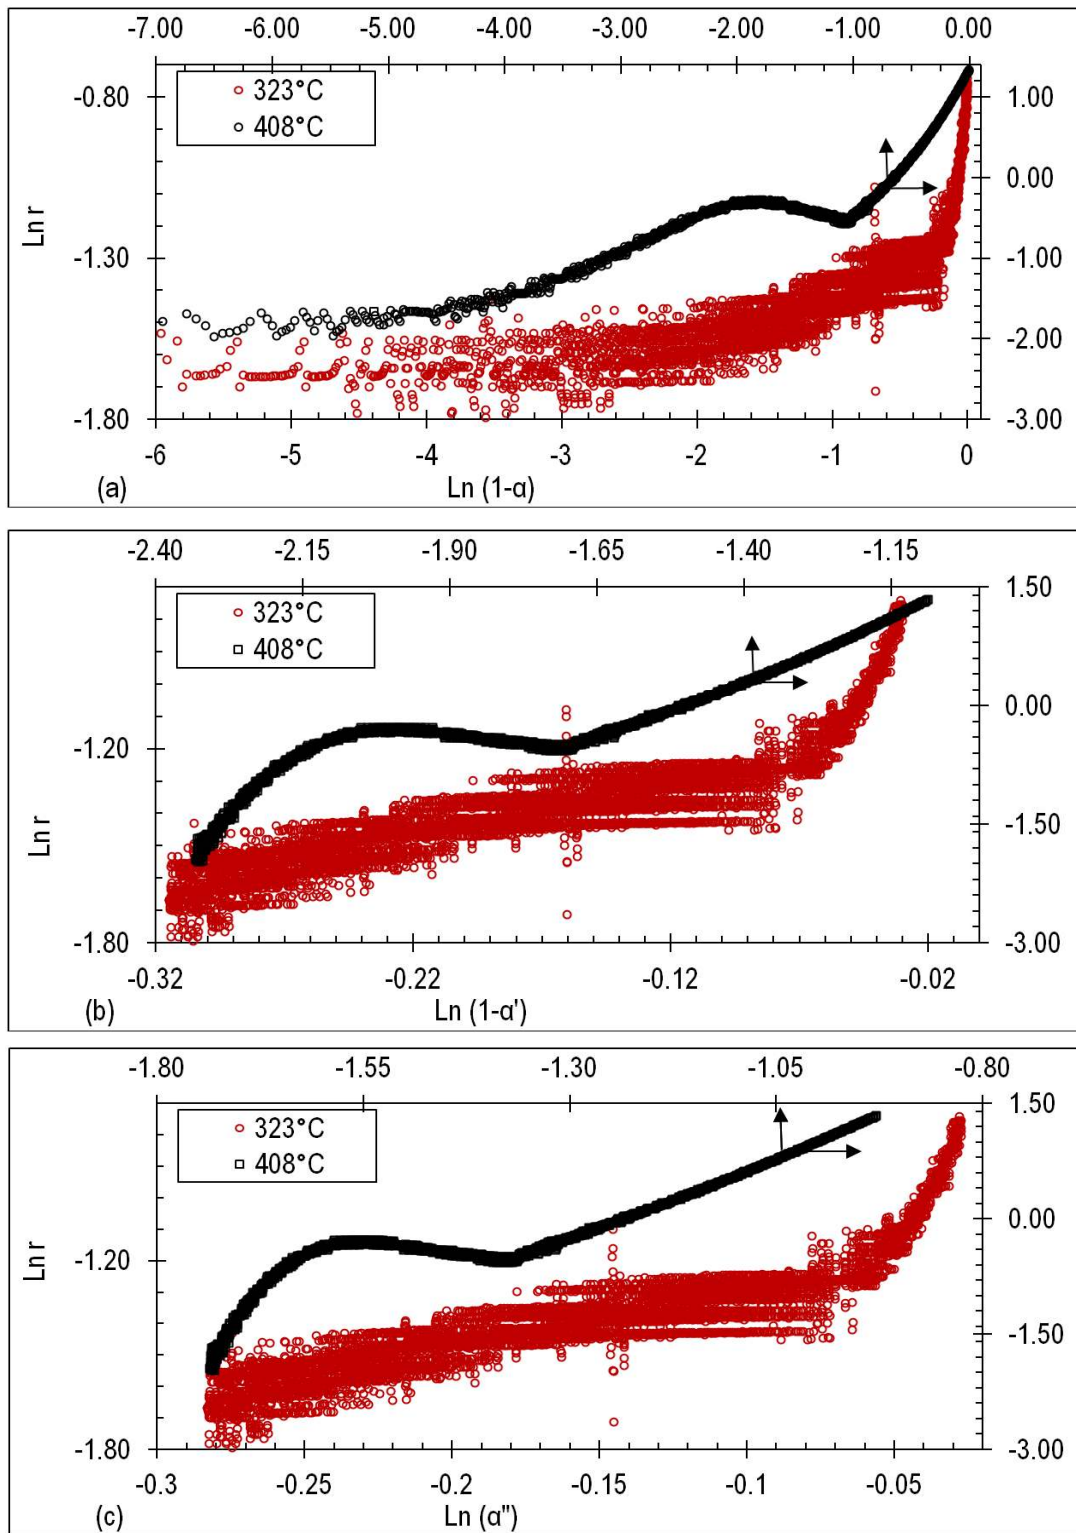 -7.00 -6.00 -5.00 -4.00 -3.00 -2.00 -1.00 0.00
323°C
408°C
-0.80
-1.30
-1.80
Ln r
1.00
0.00
-1.00
-2.00
-3.00
-6 -5 -4 -3 -2 -1 0
(a)
Ln (1-α)
-2.40 -2.15 -1.90 -1.65 -1.40 -1.15
323°C
408°C
-1.20
-1.80
Ln r
1.50
0.00
-1.50
-3.00
-0.32 -0.22 -0.12 -0.02
(b)
Ln (1-α')
-1.80 -1.55 -1.30 -1.05 -0.80
323°C
408°C
-1.20
-1.80
Ln r
1.50
0.00
-1.50
-3.00
-0.3 -0.25 -0.2 -0.15 -0.1 -0.05
(c)
Ln (α")